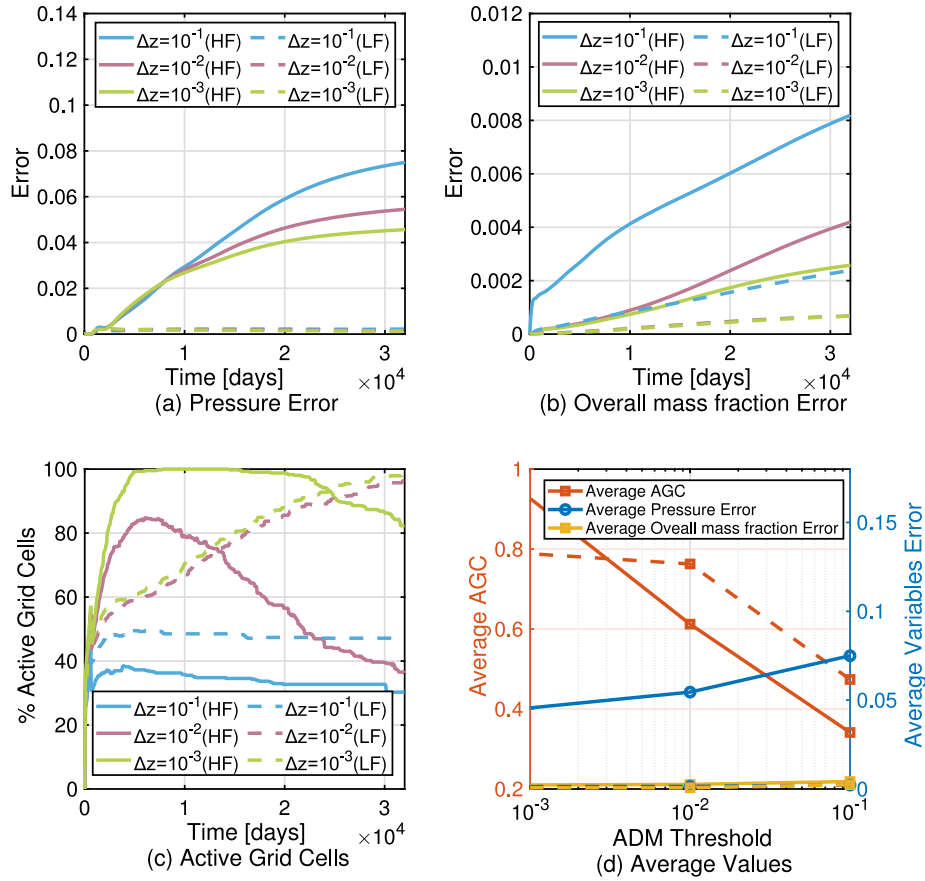 0.14
0.12
0.1
0.08
0.06
0.04
0.02
0
Error
Δz=10⁻¹(HF) Δz=10⁻¹(LF)
Δz=10⁻²(HF) Δz=10⁻²(LF)
Δz=10⁻³(HF) Δz=10⁻³(LF)
0 1 2 3
×10⁴
Time [days]
(a) Pressure Error
0.012
0.01
0.008
0.006
0.004
0.002
0
Error
Δz=10⁻¹(HF) Δz=10⁻¹(LF)
Δz=10⁻²(HF) Δz=10⁻²(LF)
Δz=10⁻³(HF) Δz=10⁻³(LF)
0 1 2 3
×10⁴
Time [days]
(b) Overall mass fraction Error
100
80
60
40
20
0
% Active Grid Cells
Δz=10⁻¹(HF) Δz=10⁻¹(LF)
Δz=10⁻²(HF) Δz=10⁻²(LF)
Δz=10⁻³(HF) Δz=10⁻³(LF)
0 1 2 3
×10⁴
Time [days]
(c) Active Grid Cells
1
0.8
0.6
0.4
0.2
Average AGC
Average AGC
Average Pressure Error
Average Oveall mass fraction Error
0.15
0.1
0.05
0
Average Variables Error
10⁻³ 10⁻² 10⁻¹
ADM Threshold
(d) Average Values